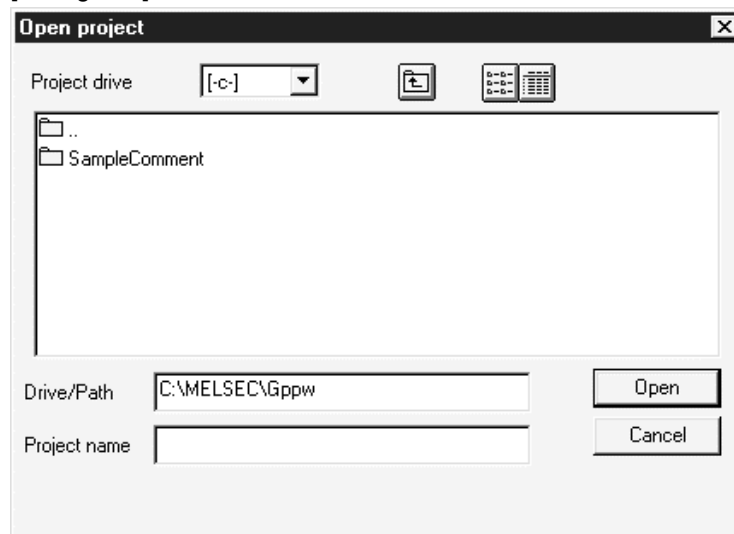 Open project
Project drive [-c-]
..
SampleComment
Drive/Path C:\MELSEC\Gppw Open
Project name Cancel